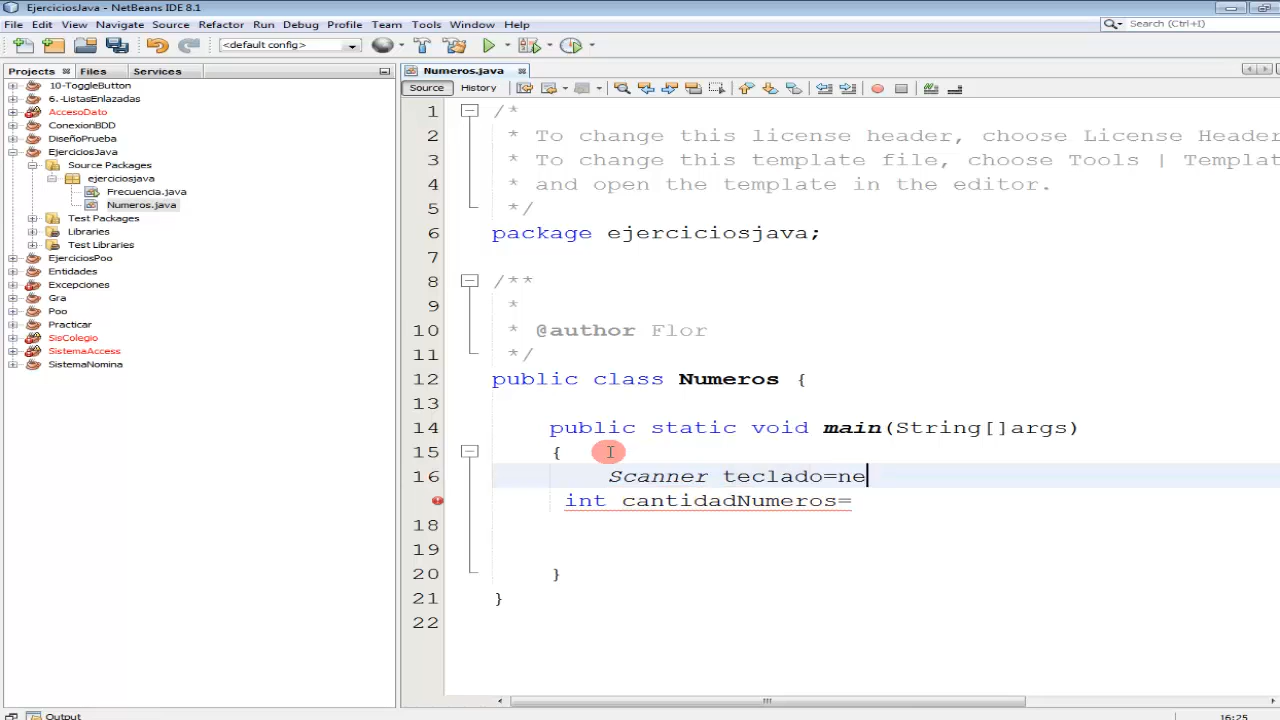 EjerciciosJava - NetBeans IDE 8.1
File Edit View Navigate Source Refactor Run Debug Profile Team Tools Window Help
Search (Ctrl+I)
<default config>
Projects Files Services
Numeros.java
Source History
10-ToggleButton
6.-ListasEnlazadas
AccesoDato
ConexionBDD
DiseñoPrueba
EjerciciosJava
Source Packages
ejerciciosjava
Frecuencia.java
Numeros.java
Test Packages
Libraries
Test Libraries
EjerciciosPoo
Entidades
Excepciones
Gra
Poo
Practicar
SisColegio
SistemaAccess
SistemaNomina
1 /*
2 * To change this license header, choose License Header
3 * To change this template file, choose Tools | Templat
4 * and open the template in the editor.
5 */
6 package ejerciciosjava;
7
8 /**
9 *
10 * @author Flor
11 */
12 public class Numeros {
13
14 public static void main(String[]args)
15 {
16 Scanner teclado=ne
int cantidadNumeros=
18
19
20 }
21 }
22
Output
16:25